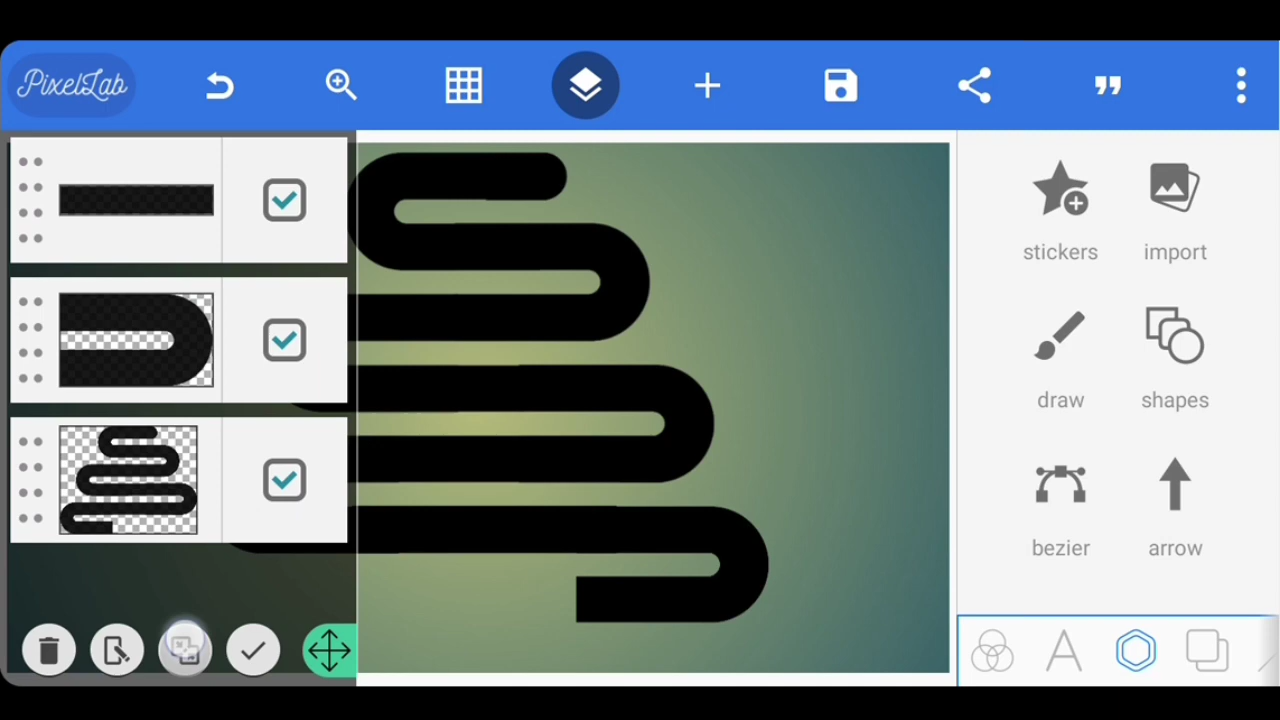 PixelLab
stickers
import
draw
shapes
bezier
arrow